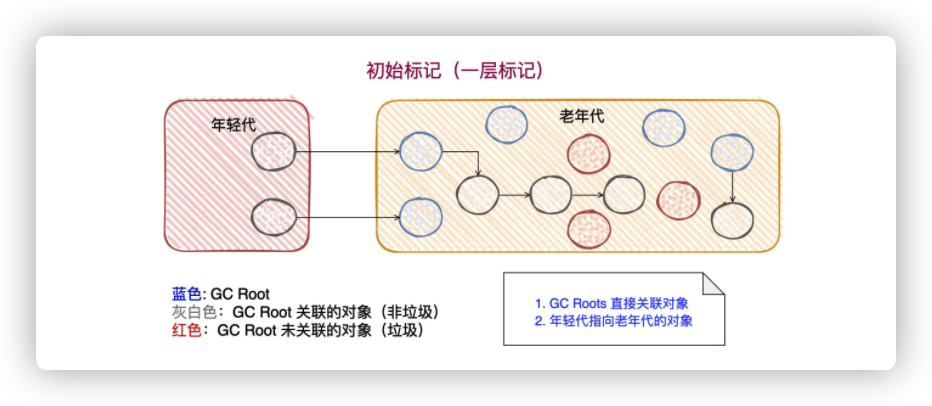 初始标记（一层标记）
年轻代
老年代
蓝色: GC Root
灰白色：GC Root 关联的对象（非垃圾）
红色：GC Root 未关联的对象（垃圾）
1. GC Roots 直接关联对象
2. 年轻代指向老年代的对象